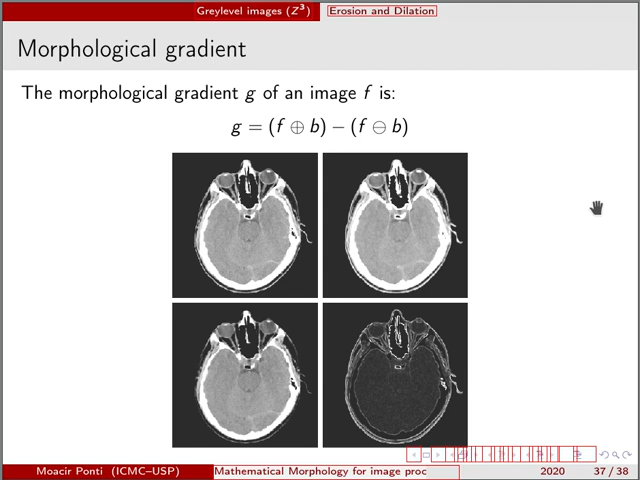 Greylevel images (Z³) Erosion and Dilation
Morphological gradient
The morphological gradient g of an image f is:
g = (f ⊕ b) − (f ⊖ b)
Moacir Ponti (ICMC–USP) Mathematical Morphology for image proc 2020 37 / 38